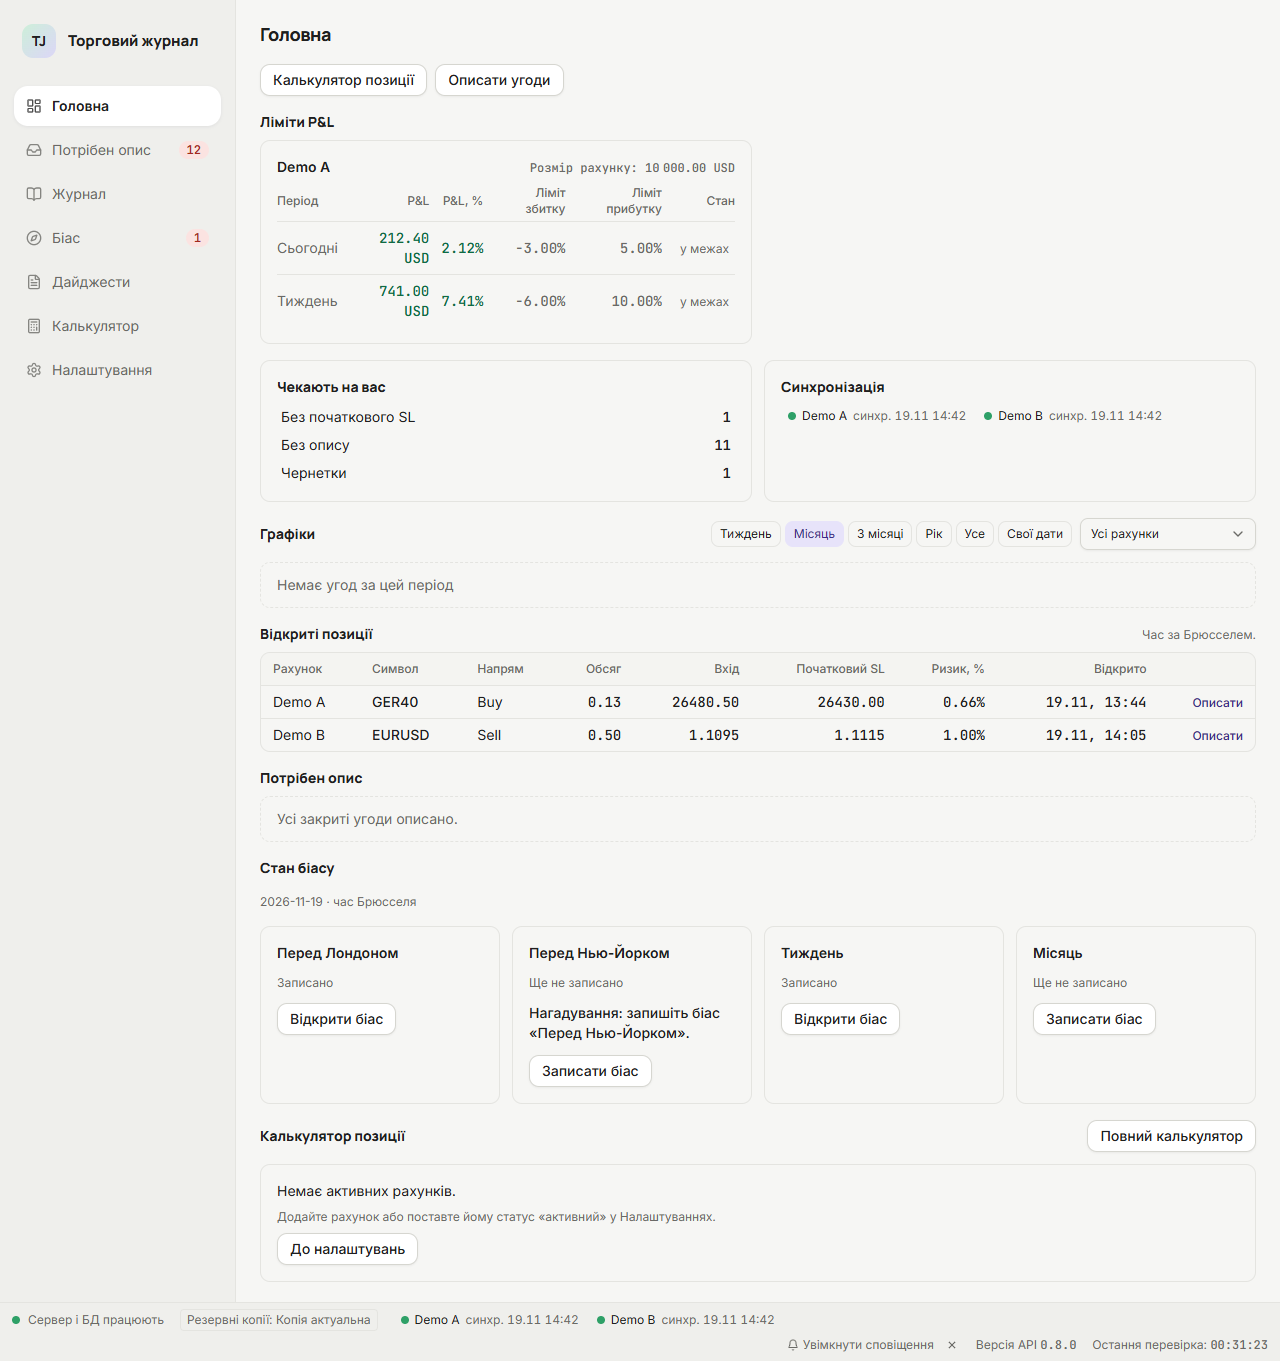 TJ Торговий журнал
Головна
Потрібен опис 12
Журнал
Біас 1
Дайджести
Калькулятор
Налаштування
Головна
Калькулятор позиції Описати угоди
Ліміти P&L
Demo A Розмір рахунку: 10 000.00 USD
Період P&L P&L, % Ліміт збитку Ліміт прибутку Стан
Сьогодні 212.40 USD 2.12% -3.00% 5.00% у межах
Тиждень 741.00 USD 7.41% -6.00% 10.00% у межах
Чекають на вас
Без початкового SL 1
Без опису 11
Чернетки 1
Синхронізація
Demo A синхр. 19.11 14:42 Demo B синхр. 19.11 14:42
Графіки Тиждень Місяць 3 місяці Рік Усе Свої дати Усі рахунки
Немає угод за цей період
Відкриті позиції Час за Брюсселем.
Рахунок Символ Напрям Обсяг Вхід Початковий SL Ризик, % Відкрито
Demo A GER40 Buy 0.13 26480.50 26430.00 0.66% 19.11, 13:44 Описати
Demo B EURUSD Sell 0.50 1.1095 1.1115 1.00% 19.11, 14:05 Описати
Потрібен опис
Усі закриті угоди описано.
Стан біасу
2026-11-19 · час Брюсселя
Перед Лондоном
Записано
Відкрити біас
Перед Нью-Йорком
Ще не записано
Нагадування: запишіть біас
«Перед Нью-Йорком».
Записати біас
Тиждень
Записано
Відкрити біас
Місяць
Ще не записано
Записати біас
Калькулятор позиції Повний калькулятор
Немає активних рахунків.
Додайте рахунок або поставте йому статус «активний» у Налаштуваннях.
До налаштувань
Сервер і БД працюють Резервні копії: Копія актуальна Demo A синхр. 19.11 14:42 Demo B синхр. 19.11 14:42
Увімкнути сповіщення × Версія API 0.8.0 Остання перевірка: 00:31:23